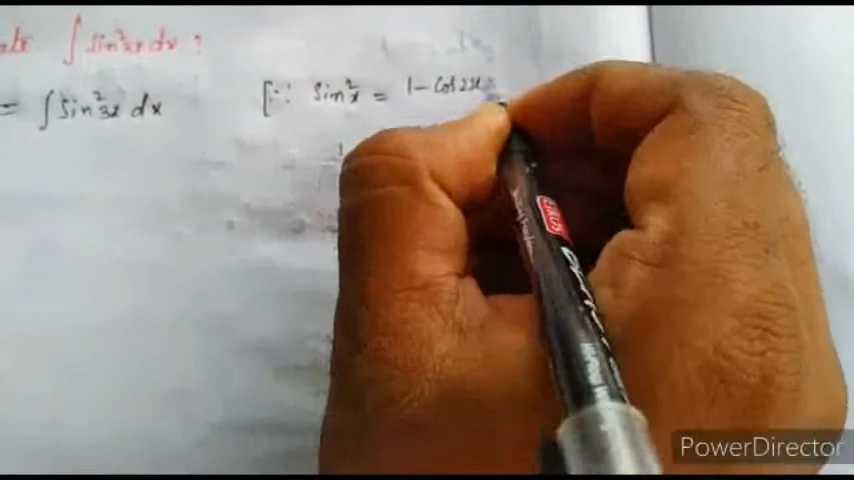 ∫ sin²3x dx :
= ∫ sin²3x dx [∵ sin²x = 1 - cos2x
PowerDirector